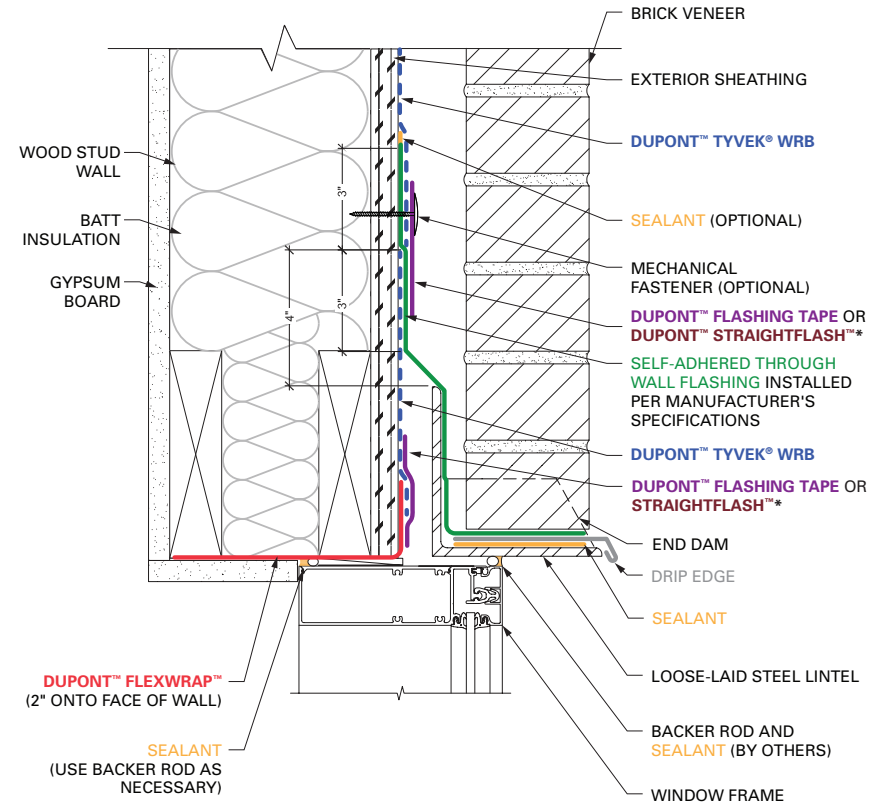 BRICK VENEER
EXTERIOR SHEATHING
DUPONT™ TYVEK® WRB
SEALANT (OPTIONAL)
MECHANICAL
FASTENER (OPTIONAL)
DUPONT™ FLASHING TAPE OR
DUPONT™ STRAIGHTFLASH™*
SELF-ADHERED THROUGH
WALL FLASHING INSTALLED
PER MANUFACTURER'S
SPECIFICATIONS
DUPONT™ TYVEK® WRB
DUPONT™ FLASHING TAPE OR
STRAIGHTFLASH™*
END DAM
DRIP EDGE
SEALANT
LOOSE-LAID STEEL LINTEL
BACKER ROD AND
SEALANT (BY OTHERS)
WINDOW FRAME
WOOD STUD
WALL
BATT
INSULATION
GYPSUM
BOARD
3"
3"
4"
DUPONT™ FLEXWRAP™
(2" ONTO FACE OF WALL)
SEALANT
(USE BACKER ROD AS
NECESSARY)